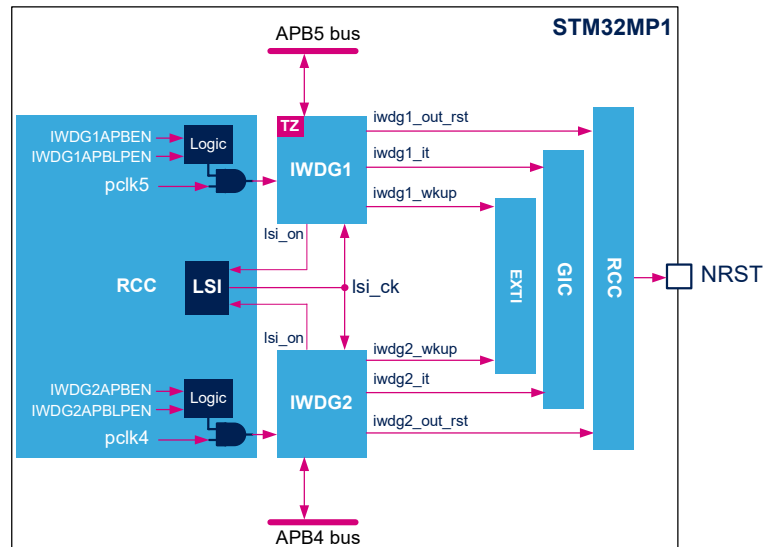 APB5 bus
STM32MP1
IWDG1APBEN
IWDG1APBLPEN
Logic
pclk5
TZ
IWDG1
iwdg1_out_rst
iwdg1_it
iwdg1_wkup
lsi_on
RCC
LSI
lsi_ck
EXTI
GIC
RCC
NRST
lsi_on
IWDG2APBEN
IWDG2APBLPEN
Logic
pclk4
IWDG2
iwdg2_wkup
iwdg2_it
iwdg2_out_rst
APB4 bus